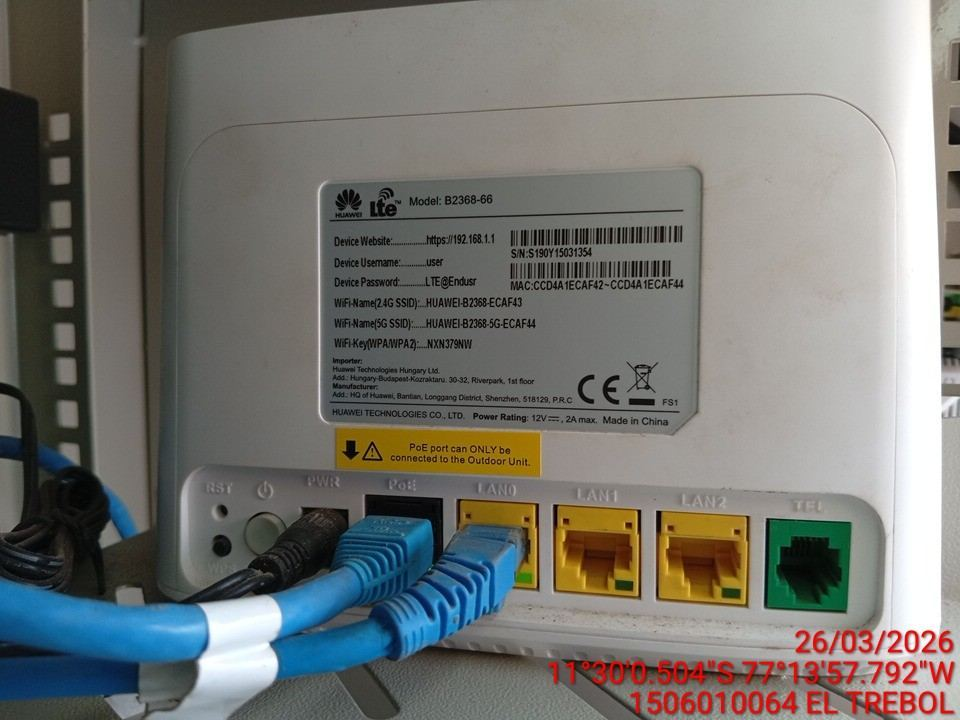 HUAWEI
Lte™
Model: B2368-66
Device Website:................https://192.168.1.1
S/N:S190Y15031354
Device Username:...........user
Device Password:..........LTE@Endusr
MAC:CCD4A1ECAF42~CCD4A1ECAF44
WiFi-Name(2.4G SSID):...HUAWEI-B2368-ECAF43
WiFi-Name(5G SSID):......HUAWEI-B2368-5G-ECAF44
WiFi-Key(WPA/WPA2):....NXN379NW
Importer:
Huawei Technologies Hungary Ltd.
Add.: Hungary-Budapest-Kozraktaru. 30-32, Riverpark, 1st floor
Manufacturer:
Add.: HQ of Huawei, Bantian, Longgang District, Shenzhen, 518129, P.R.C
CE
FS1
HUAWEI TECHNOLOGIES CO., LTD. Power Rating: 12V⎓, 2A max. Made in China
PoE port can ONLY be
connected to the Outdoor Unit.
RST PWR PoE LAN0 LAN1 LAN2 TEL
WPS
26/03/2026
11°30'0.504"S 77°13'57.792"W
1506010064 EL TREBOL